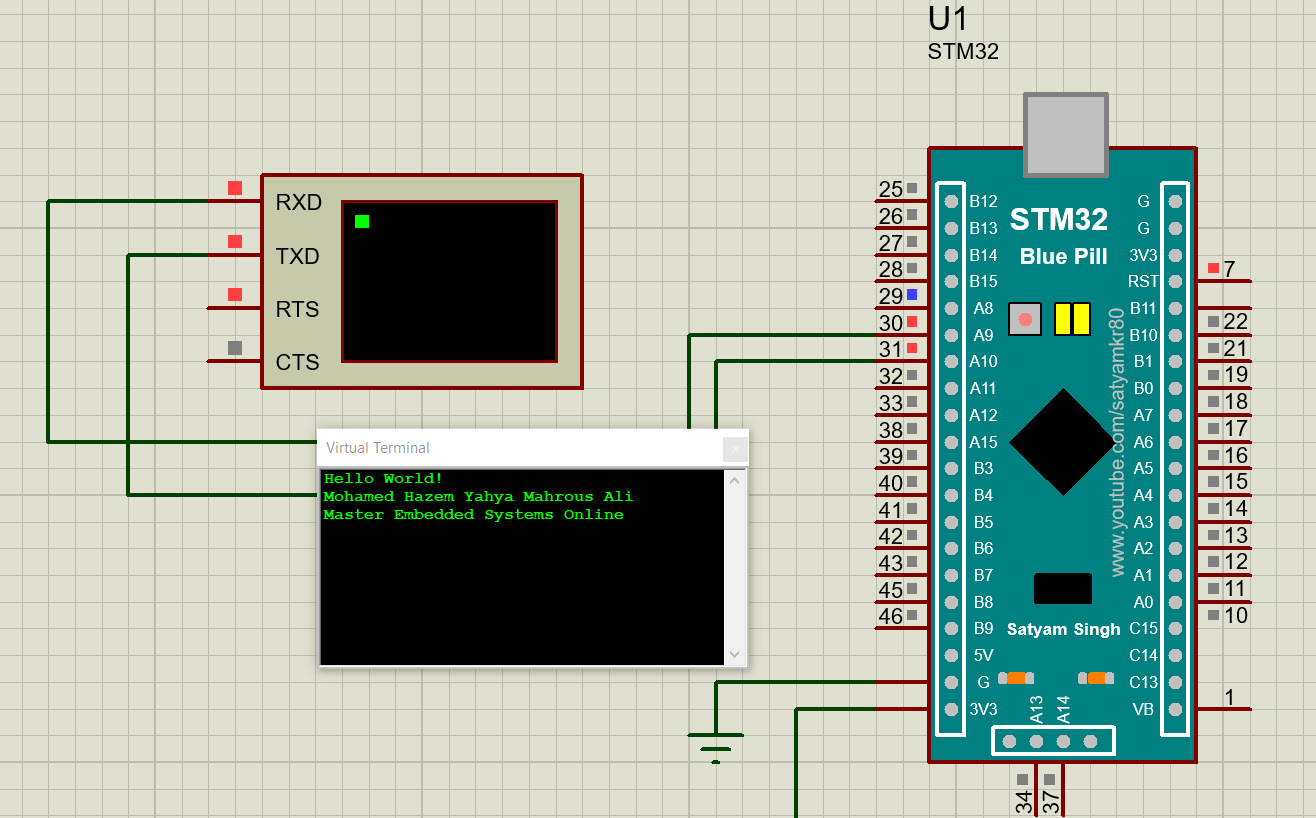 U1
STM32
RXD
TXD
RTS
CTS
Virtual Terminal
Hello World!
Mohamed Hazem Yahya Mahrous Ali
Master Embedded Systems Online
STM32
Blue Pill
www.youtube.com/satyamkr80
Satyam Singh
25 B12
26 B13
27 B14
28 B15
29 A8
30 A9
31 A10
32 A11
33 A12
38 A15
39 B3
40 B4
41 B5
42 B6
43 B7
45 B8
46 B9
5V
G
3V3
G
G
3V3
RST 7
B11
B10 22
B1 21
B0 19
A7 18
A6 17
A5 16
A4 15
A3 14
A2 13
A1 12
A0 11
C15 10
C14
C13
VB 1
A13
A14
34
37